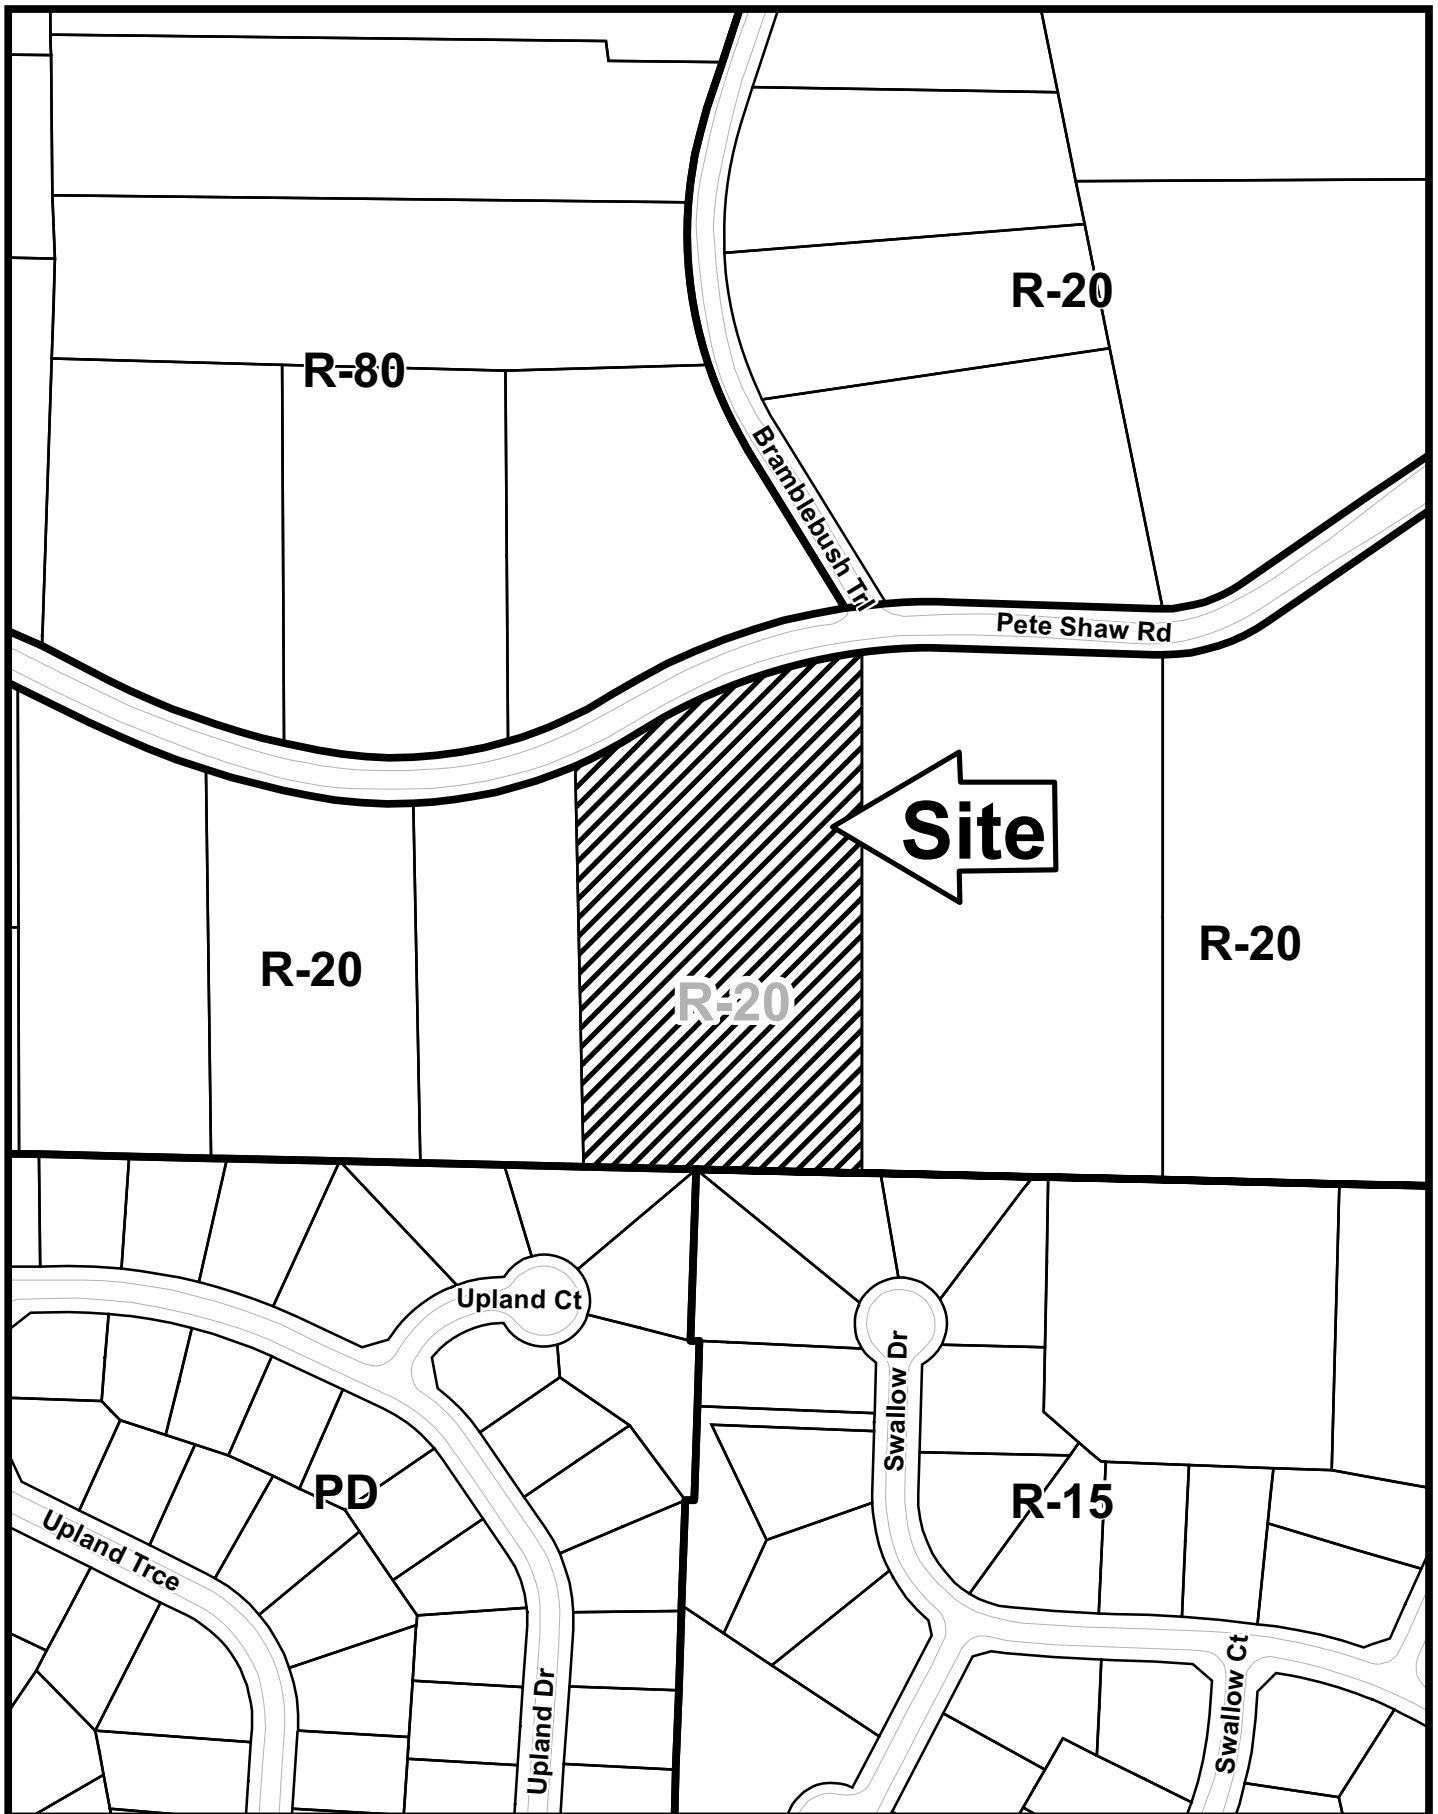 R-20
R-80
Bramblebush Trl
Pete Shaw Rd
Site
R-20
R-20
R-20
Upland Ct
Swallow Dr
PD
R-15
Upland Trce
Upland Dr
Swallow Ct